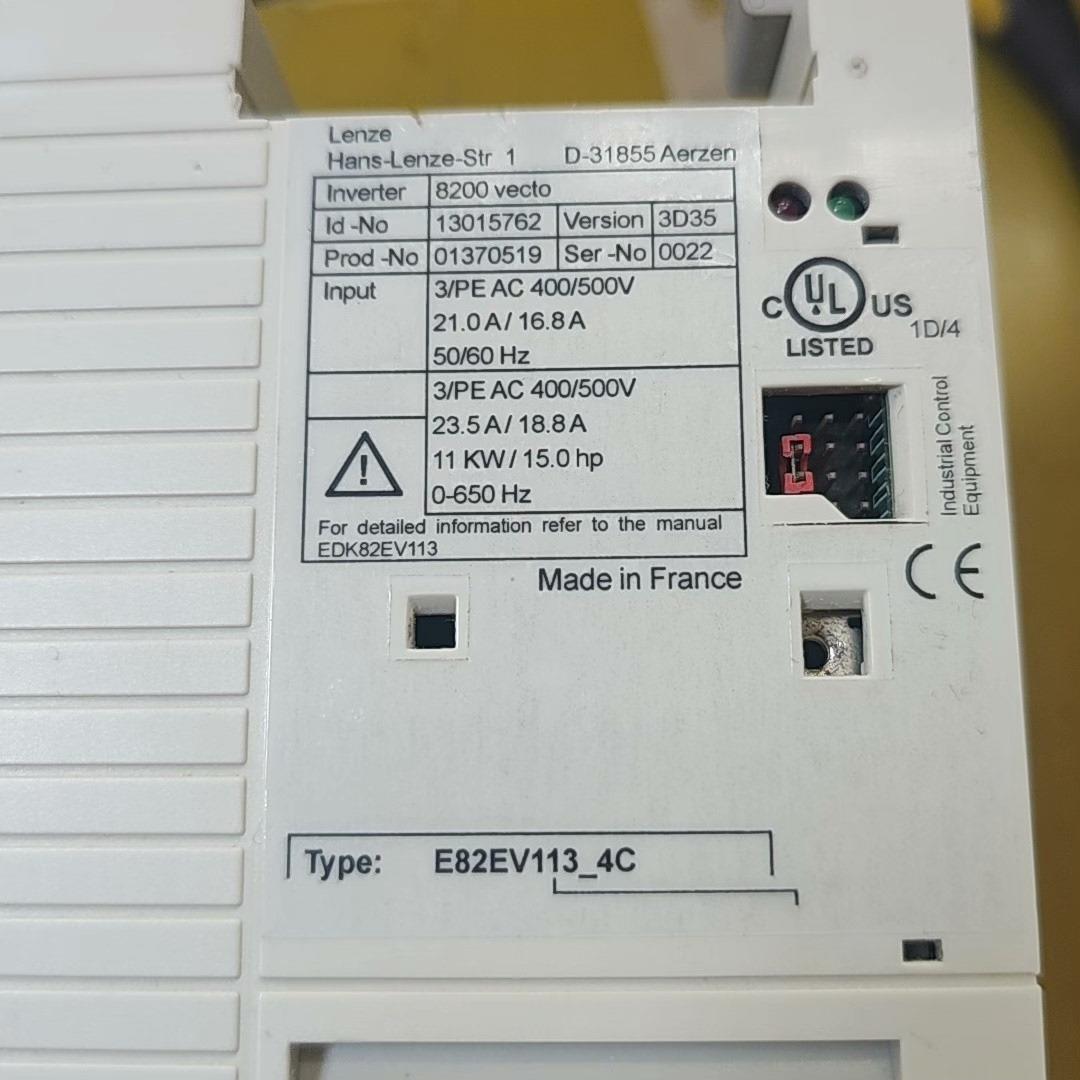 Lenze
Hans-Lenze-Str 1 D-31855 Aerzen
Inverter 8200 vecto
Id -No 13015762 Version 3D35
Prod -No 01370519 Ser -No 0022
Input 3/PE AC 400/500V
21.0 A / 16.8 A
50/60 Hz
3/PE AC 400/500V
23.5 A / 18.8 A
11 KW / 15.0 hp
0-650 Hz
For detailed information refer to the manual
EDK82EV113
Made in France
C UL US
LISTED
1D/4
Industrial Control
Equipment
CE
Type: E82EV113_4C